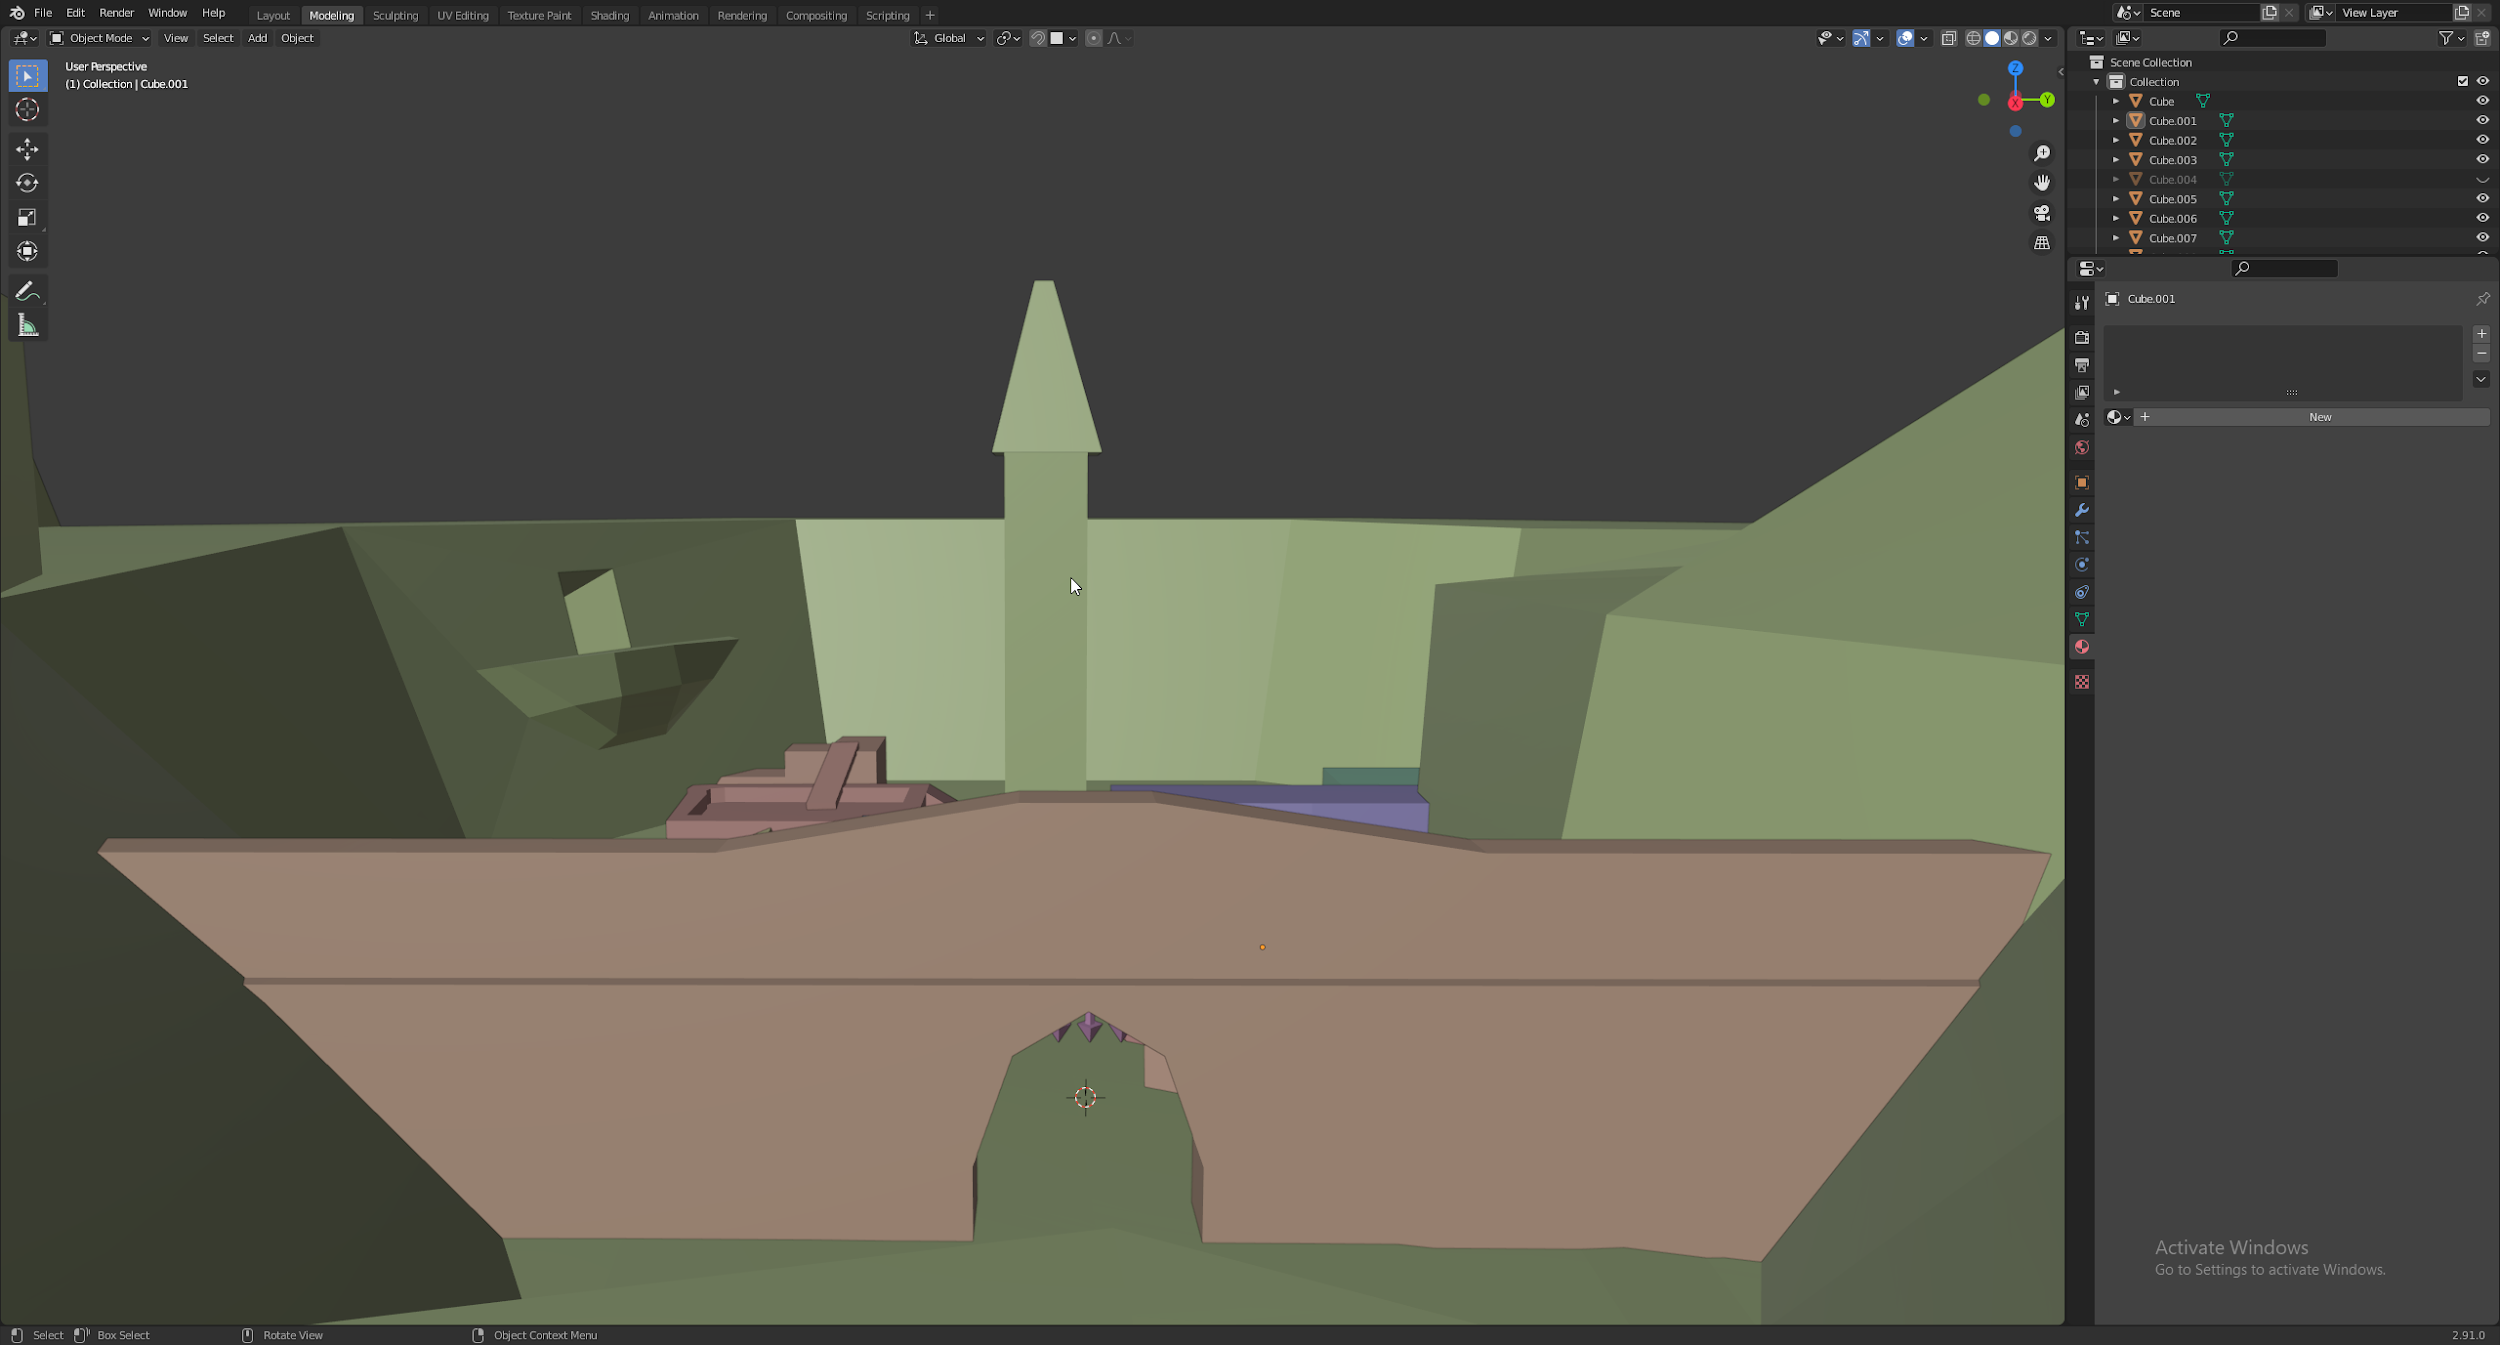 File Edit Render Window Help Layout Modeling Sculpting UV Editing Texture Paint Shading Animation Rendering Compositing Scripting + Scene View Layer
Object Mode View Select Add Object Global
User Perspective
(1) Collection | Cube.001
Z
Y
X
Scene Collection
Collection
Cube
Cube.001
Cube.002
Cube.003
Cube.004
Cube.005
Cube.006
Cube.007
Cube.001
New
Activate Windows
Go to Settings to activate Windows.
Select Box Select Rotate View Object Context Menu 2.91.0